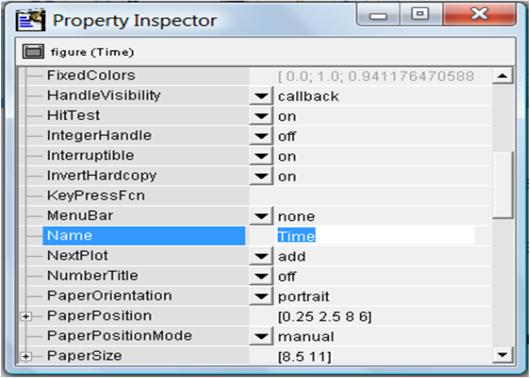 Property Inspector
figure (Time)
FixedColors [ 0.0; 1.0; 0.941176470588
HandleVisibility callback
HitTest on
IntegerHandle off
Interruptible on
InvertHardcopy on
KeyPressFcn
MenuBar none
Name Time
NextPlot add
NumberTitle off
PaperOrientation portrait
PaperPosition [0.25 2.5 8 6]
PaperPositionMode manual
PaperSize [8.5 11]